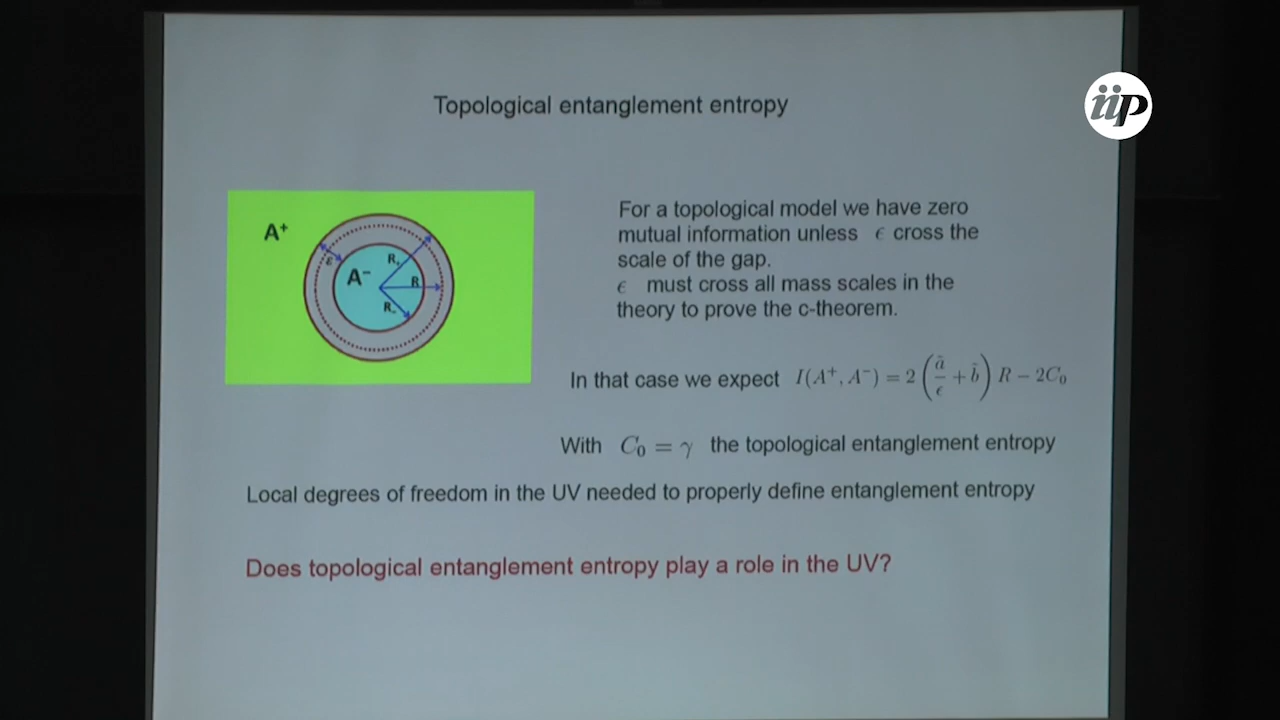 iip
Topological entanglement entropy
A⁺
ε
A⁻
R₊
R
R₋
For a topological model we have zero
mutual information unless ϵ cross the
scale of the gap.
ϵ must cross all mass scales in the
theory to prove the c-theorem.
In that case we expect I(A⁺, A⁻) = 2 (ã/ϵ + b̃) R − 2C₀
With C₀ = γ the topological entanglement entropy
Local degrees of freedom in the UV needed to properly define entanglement entropy
Does topological entanglement entropy play a role in the UV?